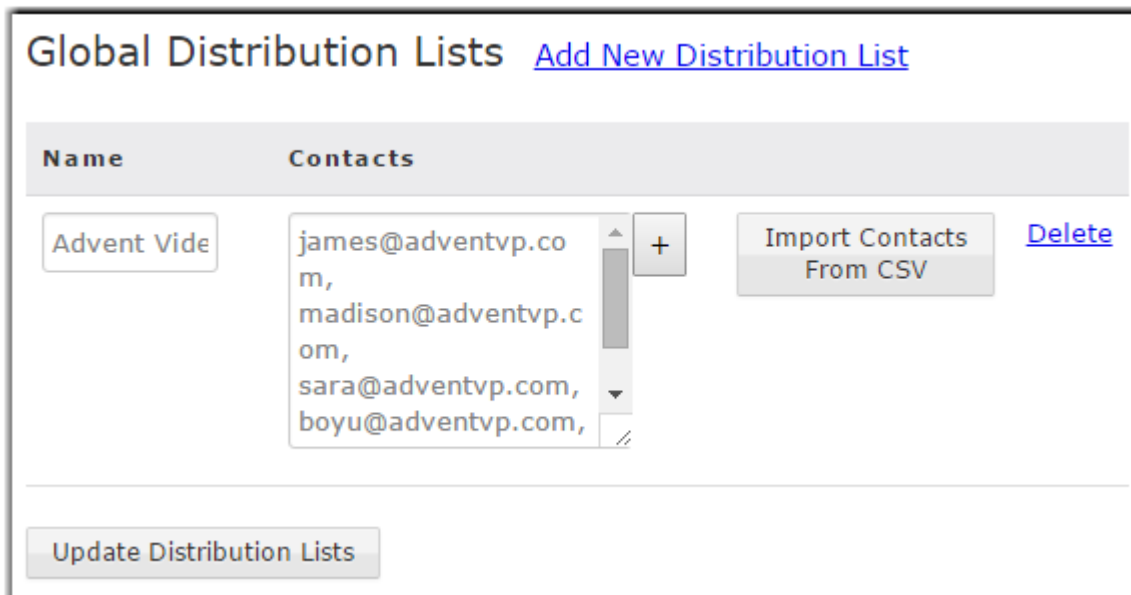 Global Distribution Lists Add New Distribution List
Name Contacts
Advent Vide
james@adventvp.co
m,
madison@adventvp.c
om,
sara@adventvp.com,
boyu@adventvp.com,
+
Import Contacts
From CSV
Delete
Update Distribution Lists